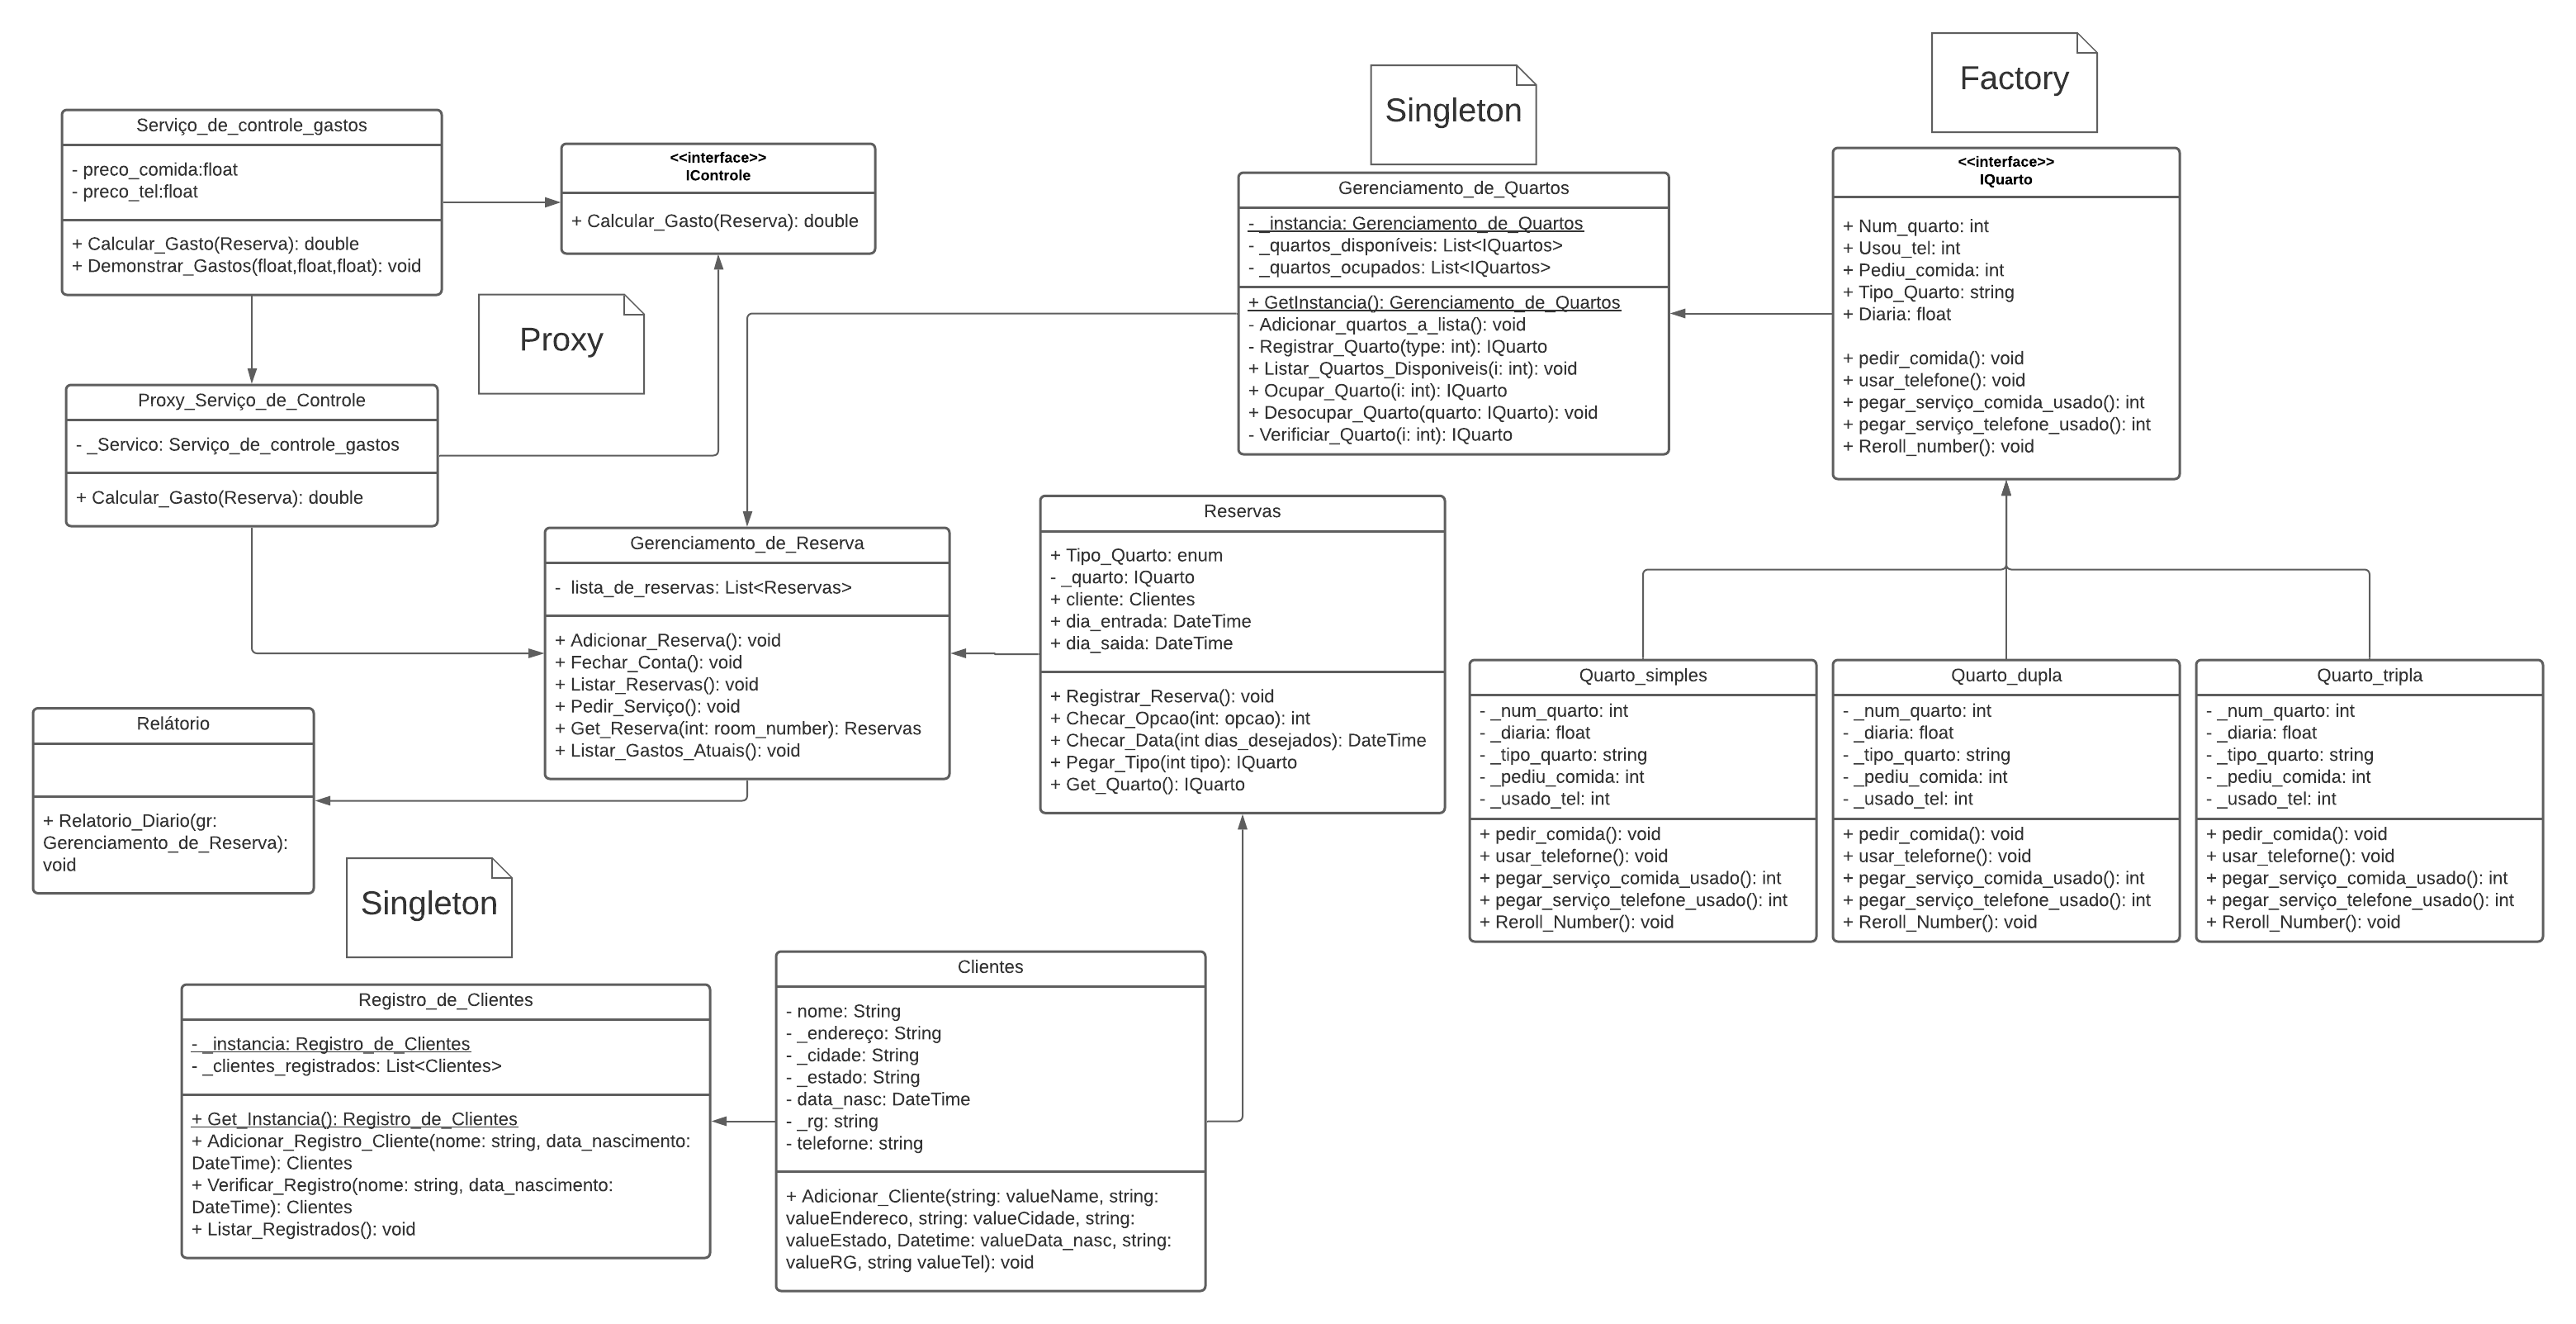 Serviço_de_controle_gastos
- preco_comida:float
- preco_tel:float
+ Calcular_Gasto(Reserva): double
+ Demonstrar_Gastos(float,float,float): void
<<interface>>
IControle
+ Calcular_Gasto(Reserva): double
Proxy
Proxy_Serviço_de_Controle
- _Servico: Serviço_de_controle_gastos
+ Calcular_Gasto(Reserva): double
Singleton
Gerenciamento_de_Quartos
- _instancia: Gerenciamento_de_Quartos
- _quartos_disponíveis: List<IQuartos>
- _quartos_ocupados: List<IQuartos>
+ GetInstancia(): Gerenciamento_de_Quartos
- Adicionar_quartos_a_lista(): void
- Registrar_Quarto(type: int): IQuarto
+ Listar_Quartos_Disponiveis(i: int): void
+ Ocupar_Quarto(i: int): IQuarto
+ Desocupar_Quarto(quarto: IQuarto): void
- Verificiar_Quarto(i: int): IQuarto
Factory
<<interface>>
IQuarto
+ Num_quarto: int
+ Usou_tel: int
+ Pediu_comida: int
+ Tipo_Quarto: string
+ Diaria: float
+ pedir_comida(): void
+ usar_telefone(): void
+ pegar_serviço_comida_usado(): int
+ pegar_serviço_telefone_usado(): int
+ Reroll_number(): void
Gerenciamento_de_Reserva
- lista_de_reservas: List<Reservas>
+ Adicionar_Reserva(): void
+ Fechar_Conta(): void
+ Listar_Reservas(): void
+ Pedir_Serviço(): void
+ Get_Reserva(int: room_number): Reservas
+ Listar_Gastos_Atuais(): void
Reservas
+ Tipo_Quarto: enum
- _quarto: IQuarto
+ cliente: Clientes
+ dia_entrada: DateTime
+ dia_saida: DateTime
+ Registrar_Reserva(): void
+ Checar_Opcao(int: opcao): int
+ Checar_Data(int dias_desejados): DateTime
+ Pegar_Tipo(int tipo): IQuarto
+ Get_Quarto(): IQuarto
Quarto_simples
- _num_quarto: int
- _diaria: float
- _tipo_quarto: string
- _pediu_comida: int
- _usado_tel: int
+ pedir_comida(): void
+ usar_teleforne(): void
+ pegar_serviço_comida_usado(): int
+ pegar_serviço_telefone_usado(): int
+ Reroll_Number(): void
Quarto_dupla
- _num_quarto: int
- _diaria: float
- _tipo_quarto: string
- _pediu_comida: int
- _usado_tel: int
+ pedir_comida(): void
+ usar_teleforne(): void
+ pegar_serviço_comida_usado(): int
+ pegar_serviço_telefone_usado(): int
+ Reroll_Number(): void
Quarto_tripla
- _num_quarto: int
- _diaria: float
- _tipo_quarto: string
- _pediu_comida: int
- _usado_tel: int
+ pedir_comida(): void
+ usar_teleforne(): void
+ pegar_serviço_comida_usado(): int
+ pegar_serviço_telefone_usado(): int
+ Reroll_Number(): void
Relátorio
+ Relatorio_Diario(gr:
Gerenciamento_de_Reserva):
void
Singleton
Registro_de_Clientes
- _instancia: Registro_de_Clientes
- _clientes_registrados: List<Clientes>
+ Get_Instancia(): Registro_de_Clientes
+ Adicionar_Registro_Cliente(nome: string, data_nascimento:
DateTime): Clientes
+ Verificar_Registro(nome: string, data_nascimento:
DateTime): Clientes
+ Listar_Registrados(): void
Clientes
- nome: String
- _endereço: String
- _cidade: String
- _estado: String
- data_nasc: DateTime
- _rg: string
- teleforne: string
+ Adicionar_Cliente(string: valueName, string:
valueEndereco, string: valueCidade, string:
valueEstado, Datetime: valueData_nasc, string:
valueRG, string valueTel): void